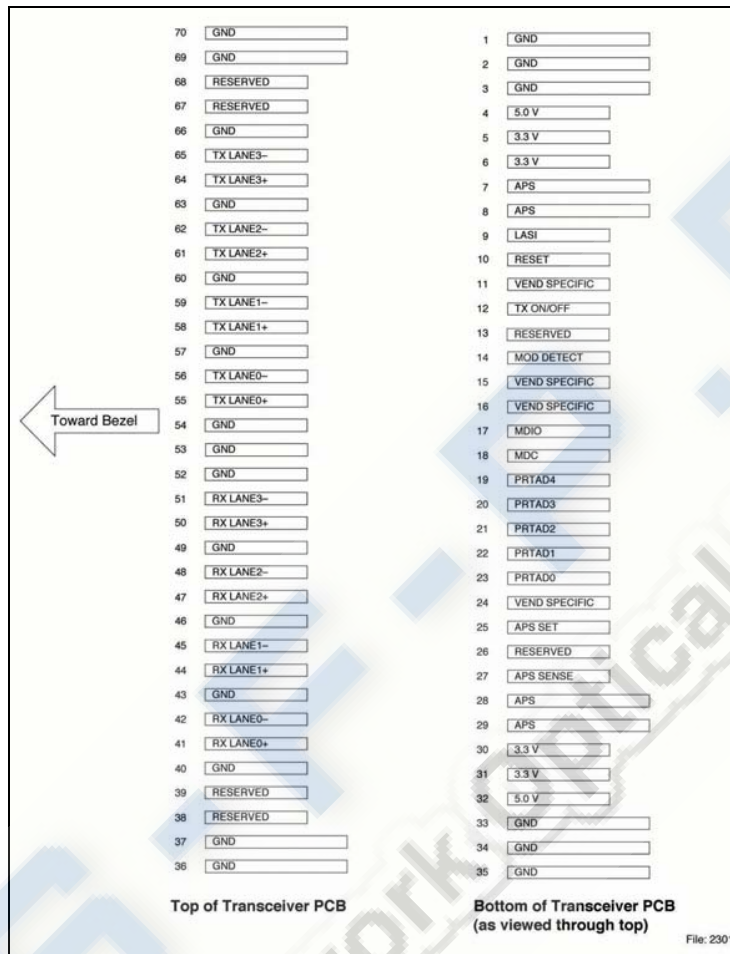 70 GND
69 GND
68 RESERVED
67 RESERVED
66 GND
65 TX LANE3–
64 TX LANE3+
63 GND
62 TX LANE2–
61 TX LANE2+
60 GND
59 TX LANE1–
58 TX LANE1+
57 GND
56 TX LANE0–
55 TX LANE0+
54 GND
53 GND
52 GND
51 RX LANE3–
50 RX LANE3+
49 GND
48 RX LANE2–
47 RX LANE2+
46 GND
45 RX LANE1–
44 RX LANE1+
43 GND
42 RX LANE0–
41 RX LANE0+
40 GND
39 RESERVED
38 RESERVED
37 GND
36 GND
Toward Bezel
Top of Transceiver PCB
1 GND
2 GND
3 GND
4 5.0 V
5 3.3 V
6 3.3 V
7 APS
8 APS
9 LASI
10 RESET
11 VEND SPECIFIC
12 TX ON/OFF
13 RESERVED
14 MOD DETECT
15 VEND SPECIFIC
16 VEND SPECIFIC
17 MDIO
18 MDC
19 PRTAD4
20 PRTAD3
21 PRTAD2
22 PRTAD1
23 PRTAD0
24 VEND SPECIFIC
25 APS SET
26 RESERVED
27 APS SENSE
28 APS
29 APS
30 3.3 V
31 3.3 V
32 5.0 V
33 GND
34 GND
35 GND
Bottom of Transceiver PCB
(as viewed through top)
File: 2301
Optical